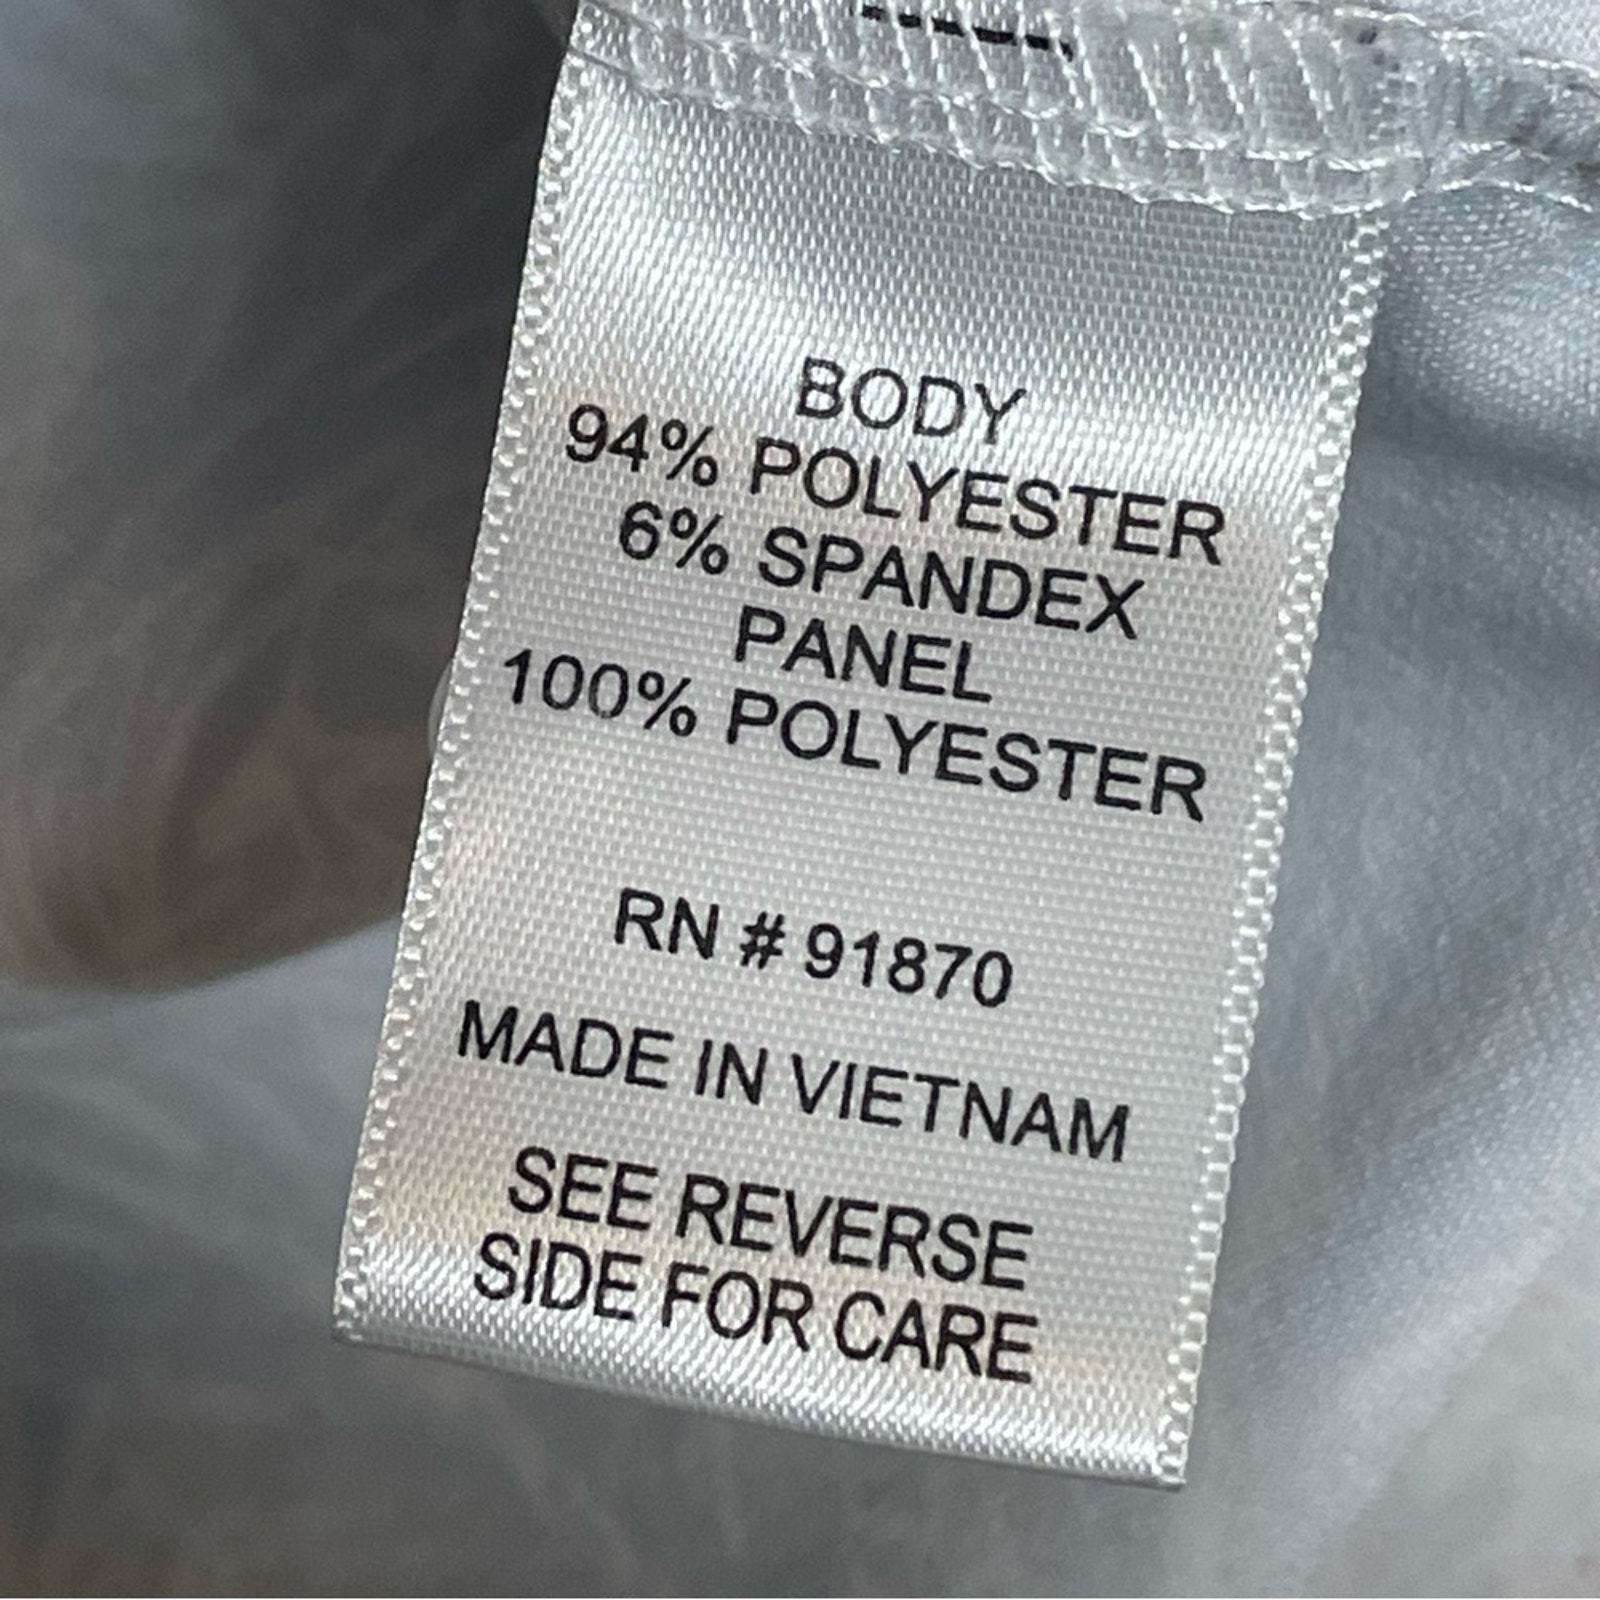 BODY
94% POLYESTER
6% SPANDEX
PANEL
100% POLYESTER
RN # 91870
MADE IN VIETNAM
SEE REVERSE
SIDE FOR CARE